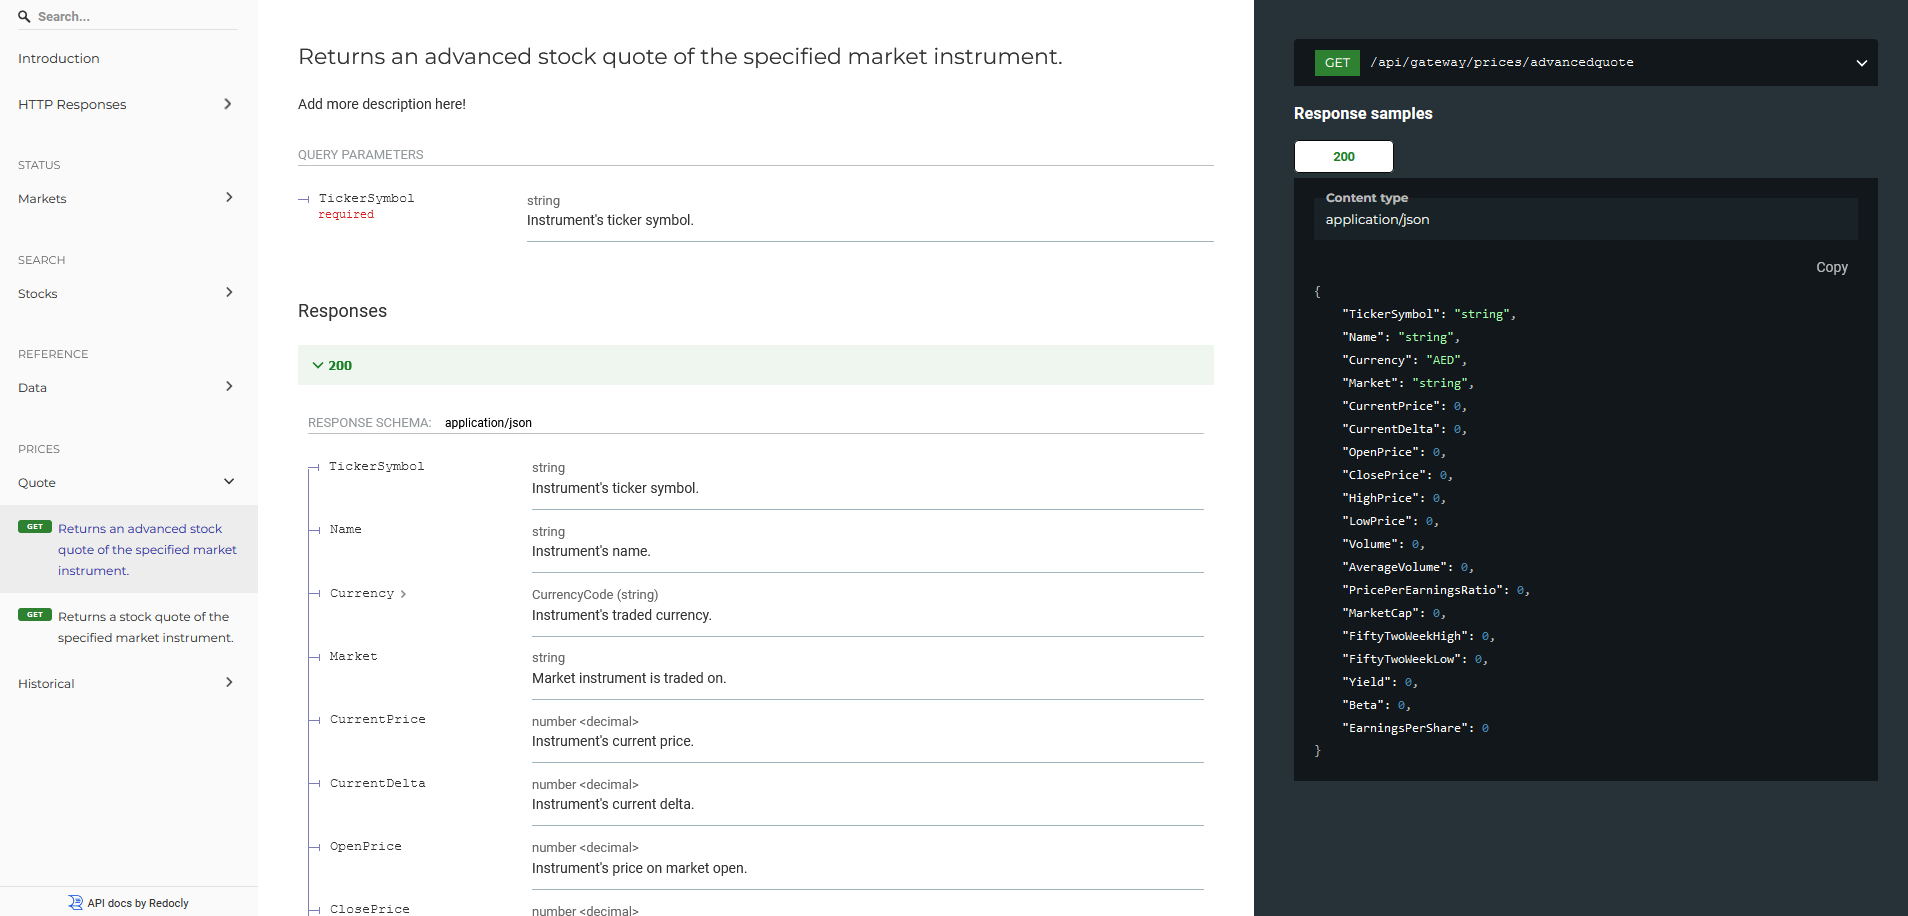 Search...
Introduction
HTTP Responses
STATUS
Markets
SEARCH
Stocks
REFERENCE
Data
PRICES
Quote
GET Returns an advanced stock
quote of the specified market
instrument.
GET Returns a stock quote of the
specified market instrument.
Historical
API docs by Redocly
Returns an advanced stock quote of the specified market instrument.
Add more description here!
QUERY PARAMETERS
TickerSymbol
required
string
Instrument's ticker symbol.
Responses
200
RESPONSE SCHEMA: application/json
TickerSymbol
string
Instrument's ticker symbol.
Name
string
Instrument's name.
Currency
CurrencyCode (string)
Instrument's traded currency.
Market
string
Market instrument is traded on.
CurrentPrice
number <decimal>
Instrument's current price.
CurrentDelta
number <decimal>
Instrument's current delta.
OpenPrice
number <decimal>
Instrument's price on market open.
ClosePrice
number <decimal>
GET /api/gateway/prices/advancedquote
Response samples
200
Content type
application/json
Copy
{
"TickerSymbol": "string",
"Name": "string",
"Currency": "AED",
"Market": "string",
"CurrentPrice": 0,
"CurrentDelta": 0,
"OpenPrice": 0,
"ClosePrice": 0,
"HighPrice": 0,
"LowPrice": 0,
"Volume": 0,
"AverageVolume": 0,
"PricePerEarningsRatio": 0,
"MarketCap": 0,
"FiftyTwoWeekHigh": 0,
"FiftyTwoWeekLow": 0,
"Yield": 0,
"Beta": 0,
"EarningsPerShare": 0
}